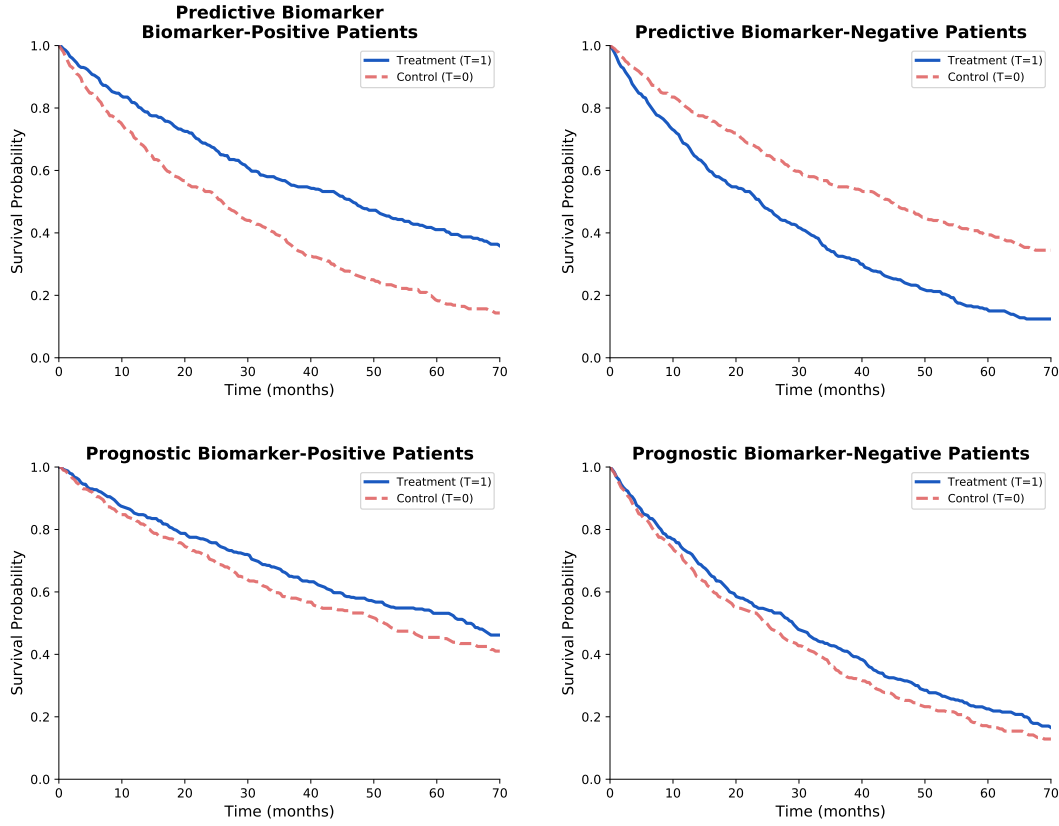 Predictive Biomarker
Biomarker-Positive Patients
Treatment (T=1)
Control (T=0)
Survival Probability
1.0
0.8
0.6
0.4
0.2
0.0
0 10 20 30 40 50 60 70
Time (months)
Predictive Biomarker-Negative Patients
Treatment (T=1)
Control (T=0)
Survival Probability
1.0
0.8
0.6
0.4
0.2
0.0
0 10 20 30 40 50 60 70
Time (months)
Prognostic Biomarker-Positive Patients
Treatment (T=1)
Control (T=0)
Survival Probability
1.0
0.8
0.6
0.4
0.2
0.0
0 10 20 30 40 50 60 70
Time (months)
Prognostic Biomarker-Negative Patients
Treatment (T=1)
Control (T=0)
Survival Probability
1.0
0.8
0.6
0.4
0.2
0.0
0 10 20 30 40 50 60 70
Time (months)